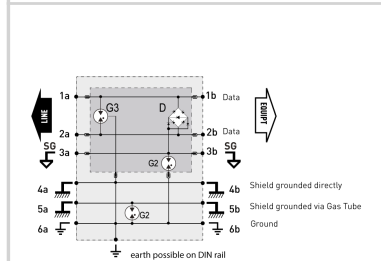 1a G3 D 1b Data
LINE EQUIPT
2a 2b Data
SG SG
3a 3b
G2
4a 4b Shield grounded directly
5a 5b Shield grounded via Gas Tube
G2
6a 6b Ground
earth possible on DIN rail